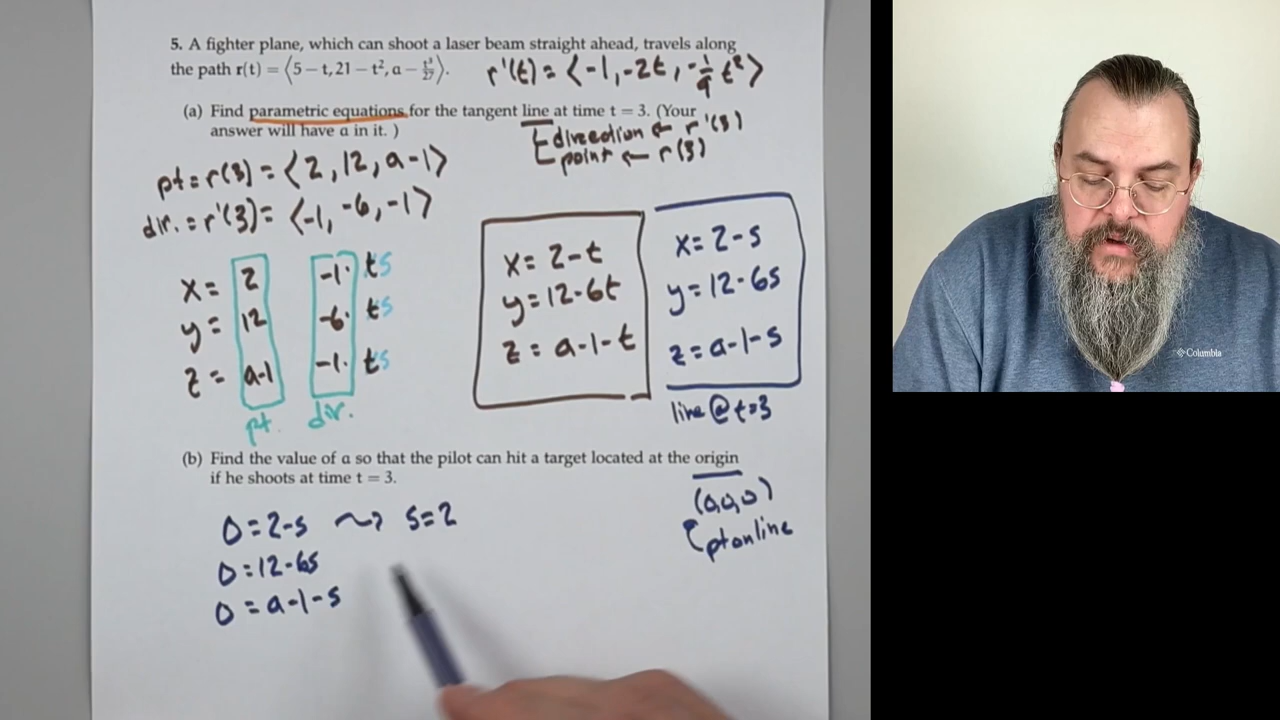 5. A fighter plane, which can shoot a laser beam straight ahead, travels along
the path r(t) = ⟨5 − t, 21 − t², a − t³/27⟩.
r'(t) = ⟨-1, -2t, -1/9 t²⟩
(a) Find parametric equations for the tangent line at time t = 3. (Your
answer will have a in it. )
direction ← r'(3)
point ← r(3)
pt = r(3) = ⟨2, 12, a-1⟩
dir. = r'(3) = ⟨-1, -6, -1⟩
x = 2 -1· t s
y = 12 -6· t s
z = a-1 -1· t s
pt. dir.
x = 2-t
y = 12-6t
z = a-1-t
x = 2-s
y = 12-6s
z = a-1-s
line @ t=3
(b) Find the value of a so that the pilot can hit a target located at the origin
if he shoots at time t = 3.
(0,0,0)
pt on line
0 = 2-s ⇝ s=2
0 = 12-6s
0 = a-1-s
Columbia